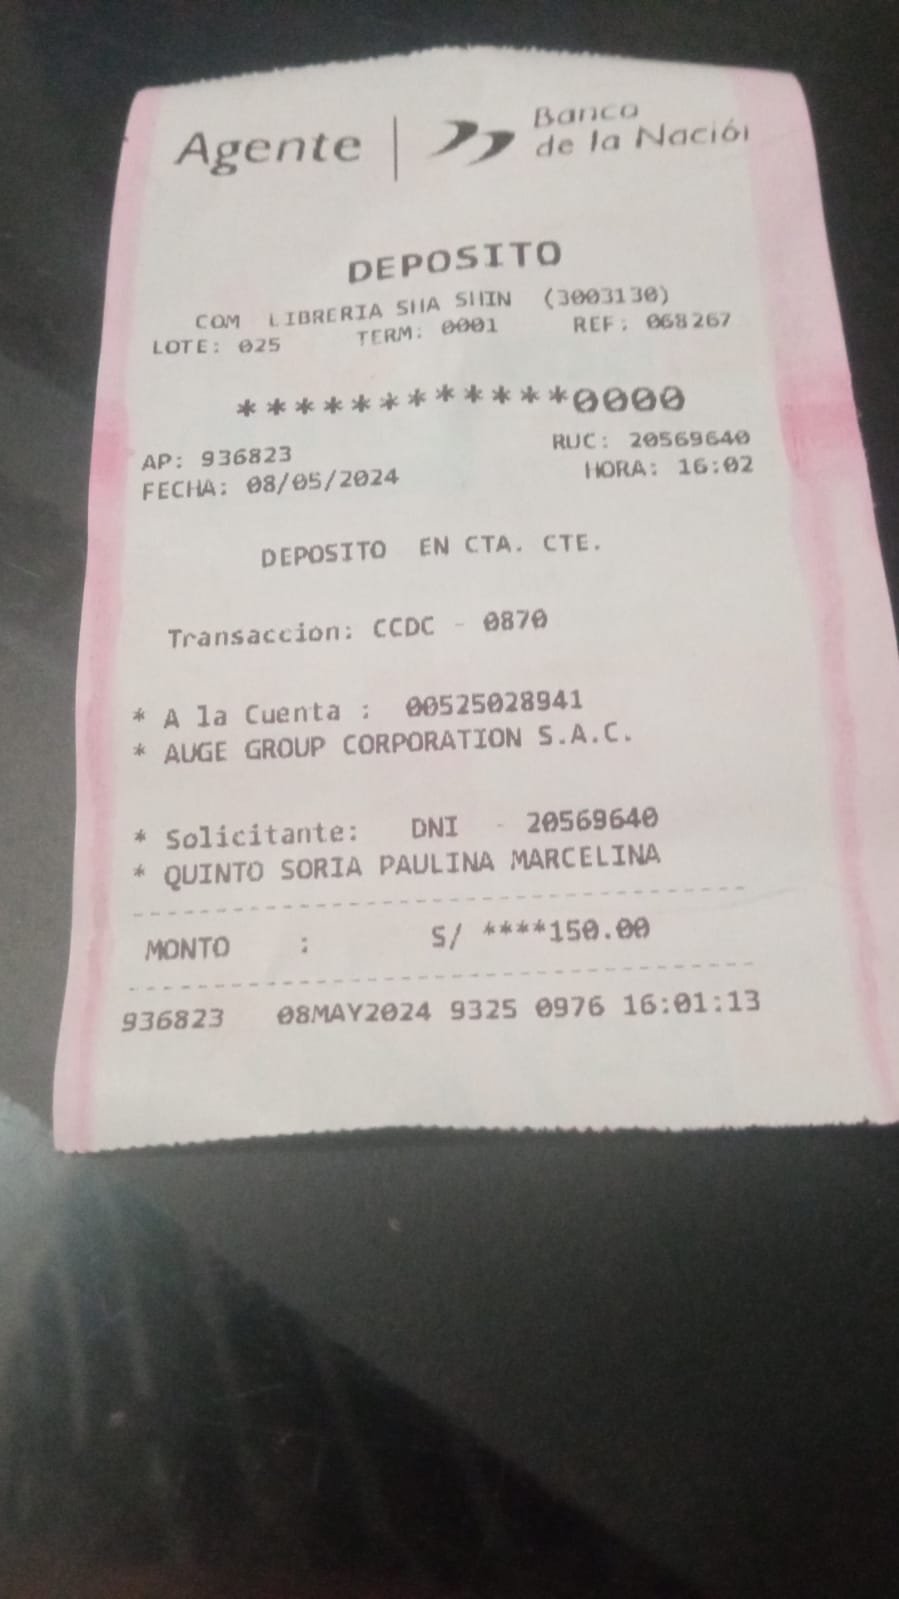 Agente | Banco
de la Nación
DEPOSITO
COM LIBRERIA SHA SHIN (3003130)
LOTE: 025 TERM: 0001 REF: 068267
*************0000
AP: 936823 RUC: 20569640
FECHA: 08/05/2024 HORA: 16:02
DEPOSITO EN CTA. CTE.
Transaccion: CCDC - 0870
* A la Cuenta : 00525028941
* AUGE GROUP CORPORATION S.A.C.
* Solicitante: DNI - 20569640
* QUINTO SORIA PAULINA MARCELINA
MONTO : S/ ****150.00
936823 08MAY2024 9325 0976 16:01:13